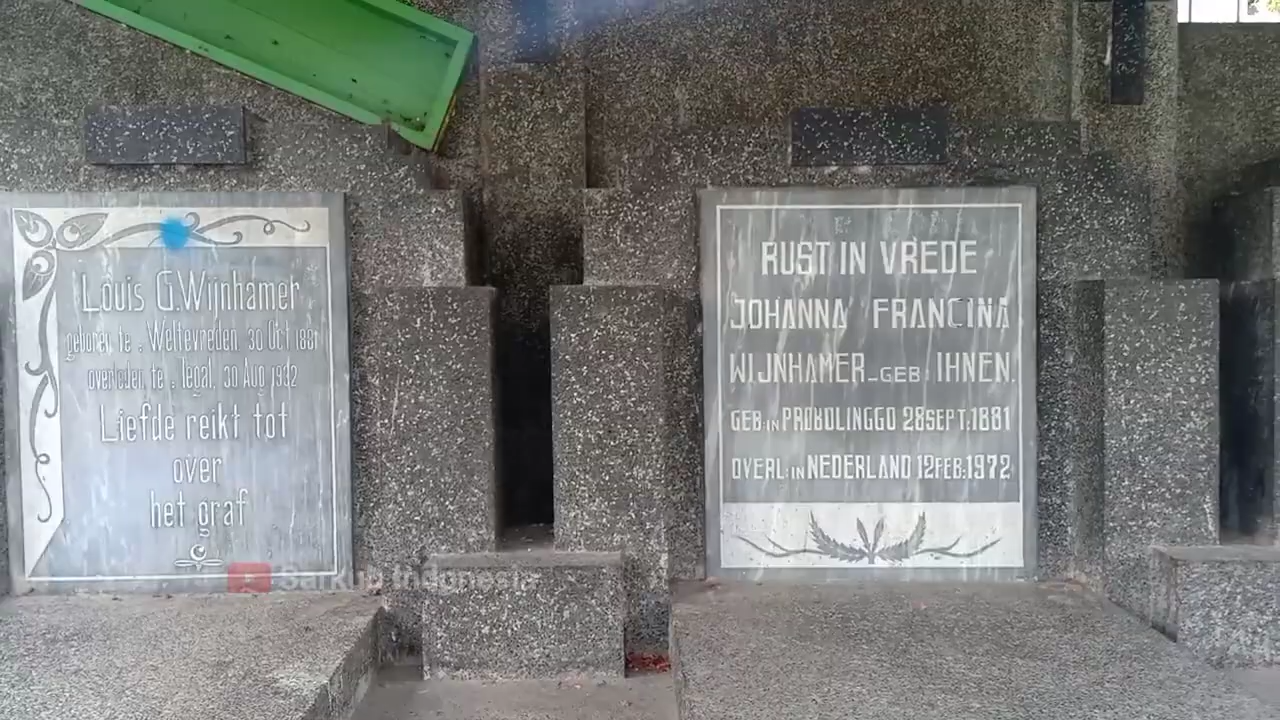 Louis G.Wijnhamer
geboren te : Weltevreden, 30 Oct 1881
overleden te : Tegal, 30 Aug 1932
Liefde reikt tot
over
het graf
RUST IN VREDE
JOHANNA FRANCINA
WIJNHAMER-GEB: IHNEN.
GEB:IN PROBOLINGGO 28 SEPT:1881
OVERL:IN NEDERLAND 12 FEB:1972
Sarkub Indonesia